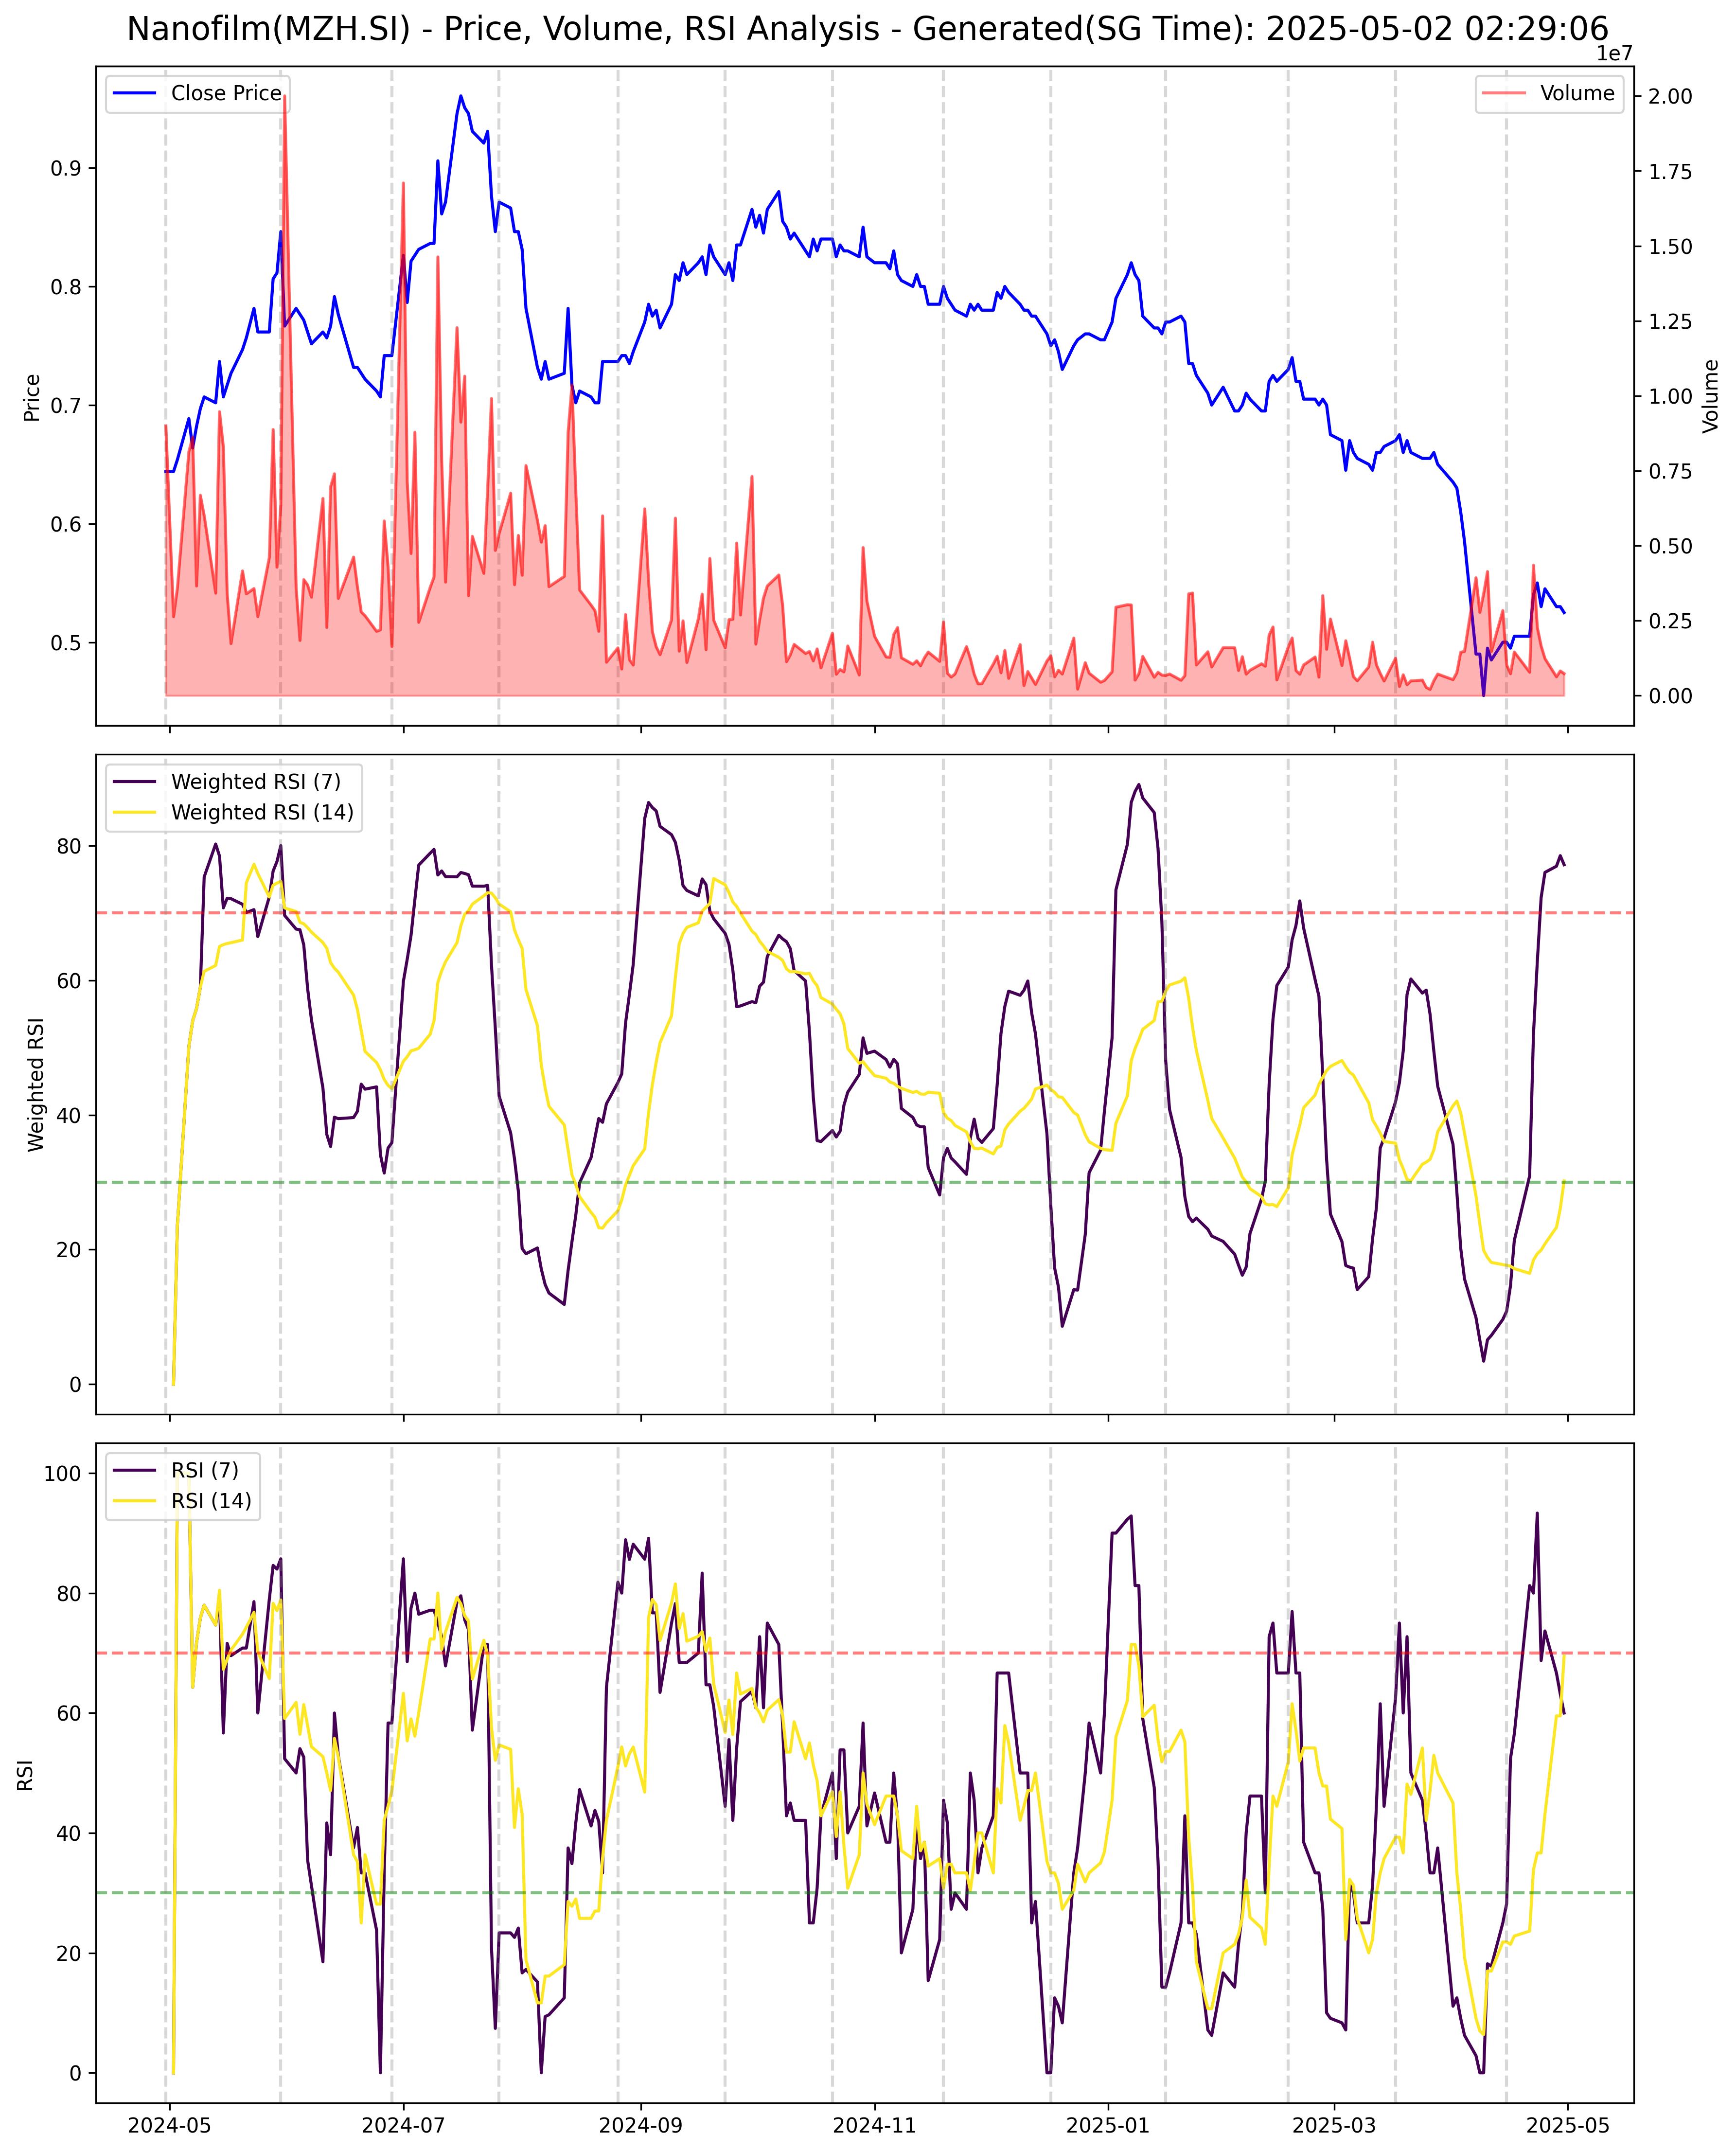 Nanofilm(MZH.SI) - Price, Volume, RSI Analysis - Generated(SG Time): 2025-05-02 02:29:06
1e7
Close Price
Volume
0.9
0.8
0.7
0.6
0.5
Price
2.00
1.75
1.50
1.25
1.00
0.75
0.50
0.25
0.00
Volume
Weighted RSI (7)
Weighted RSI (14)
80
60
40
20
0
Weighted RSI
RSI (7)
RSI (14)
100
80
60
40
20
0
RSI
2024-05
2024-07
2024-09
2024-11
2025-01
2025-03
2025-05